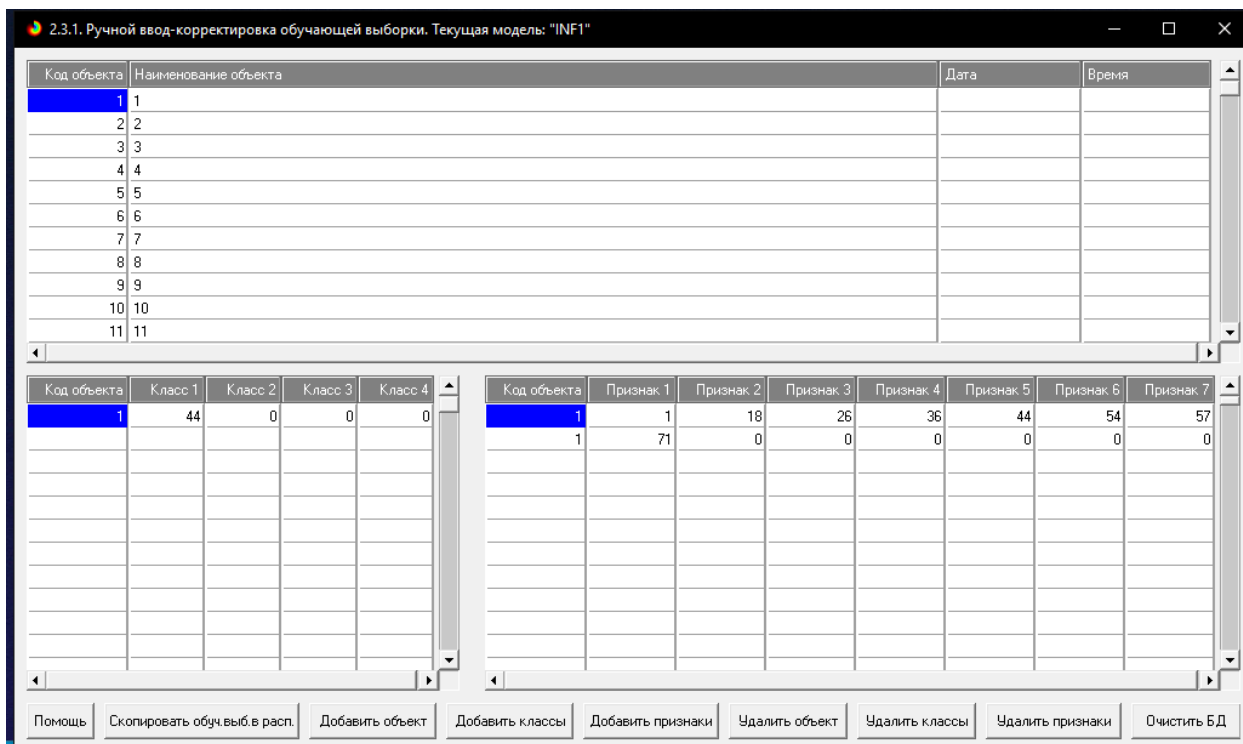 2.3.1. Ручной ввод-корректировка обучающей выборки. Текущая модель: "INF1"
Код объекта Наименование объекта Дата Время
1 1
2 2
3 3
4 4
5 5
6 6
7 7
8 8
9 9
10 10
11 11
Код объекта Класс 1 Класс 2 Класс 3 Класс 4
1 44 0 0 0
Код объекта Признак 1 Признак 2 Признак 3 Признак 4 Признак 5 Признак 6 Признак 7
1 1 18 26 36 44 54 57
1 71 0 0 0 0 0 0
Помощь Скопировать обуч.выб.в расп. Добавить объект Добавить классы Добавить признаки Удалить объект Удалить классы Удалить признаки Очистить БД